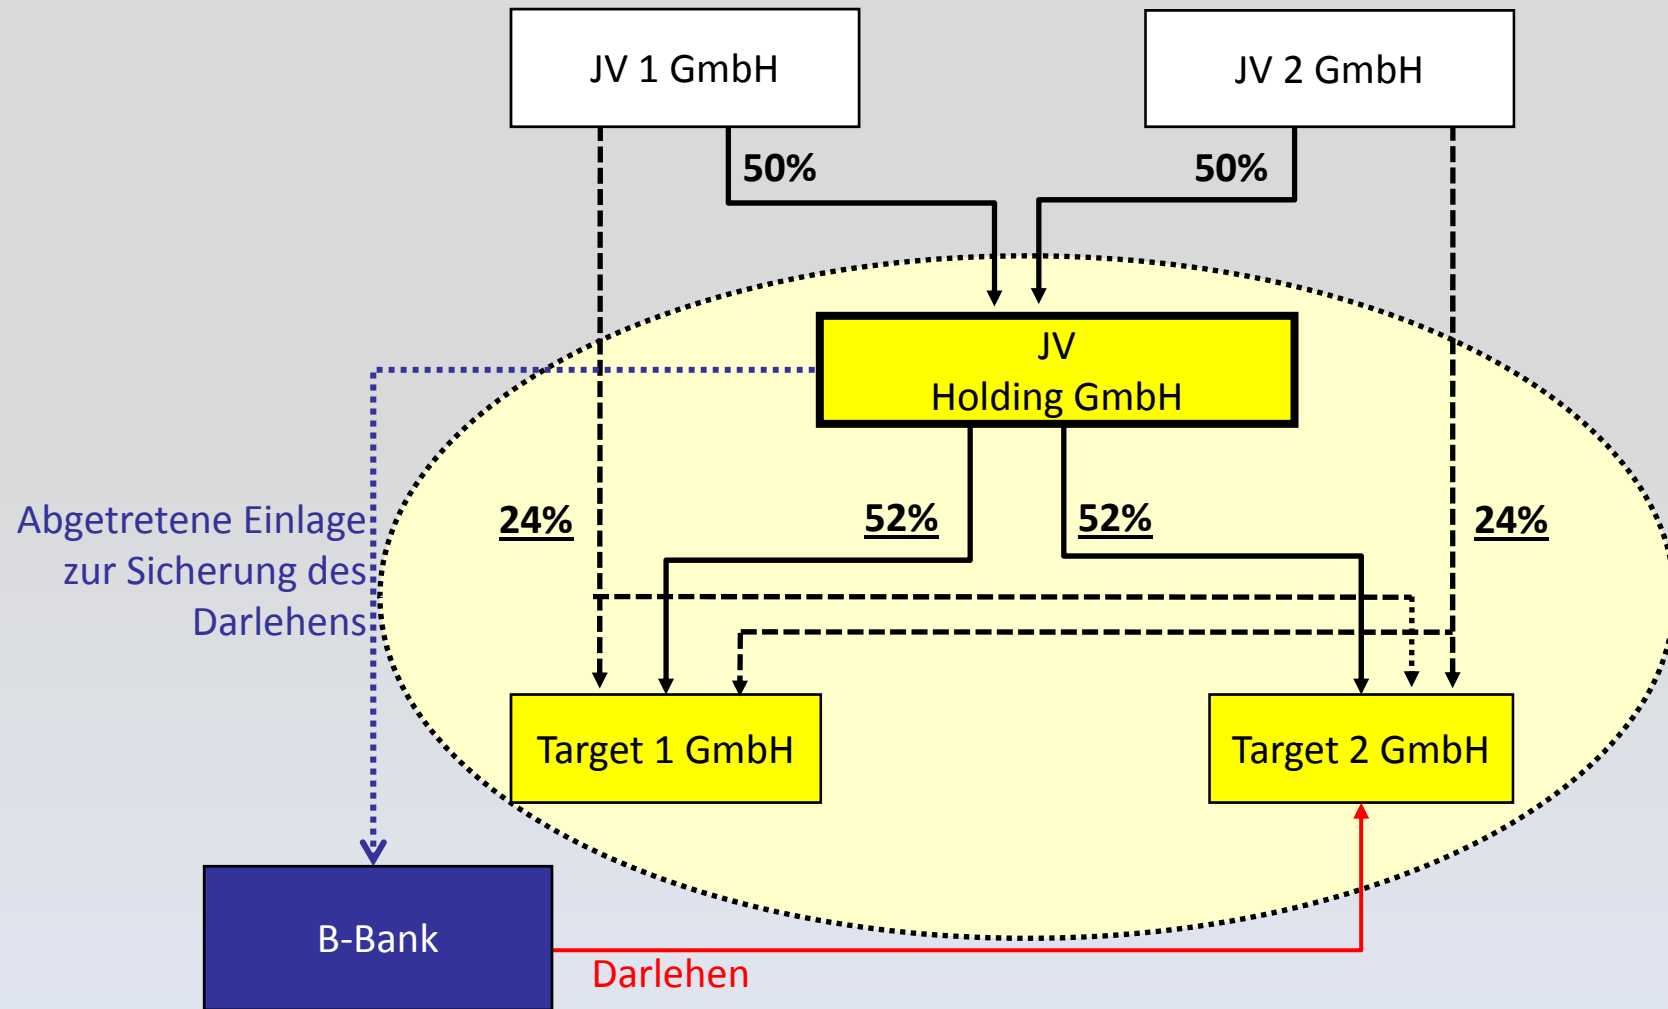 JV 1 GmbH
JV 2 GmbH
50%
50%
JV
Holding GmbH
Abgetretene Einlage
zur Sicherung des
Darlehens
24%
52%
52%
24%
Target 1 GmbH
Target 2 GmbH
B-Bank
Darlehen